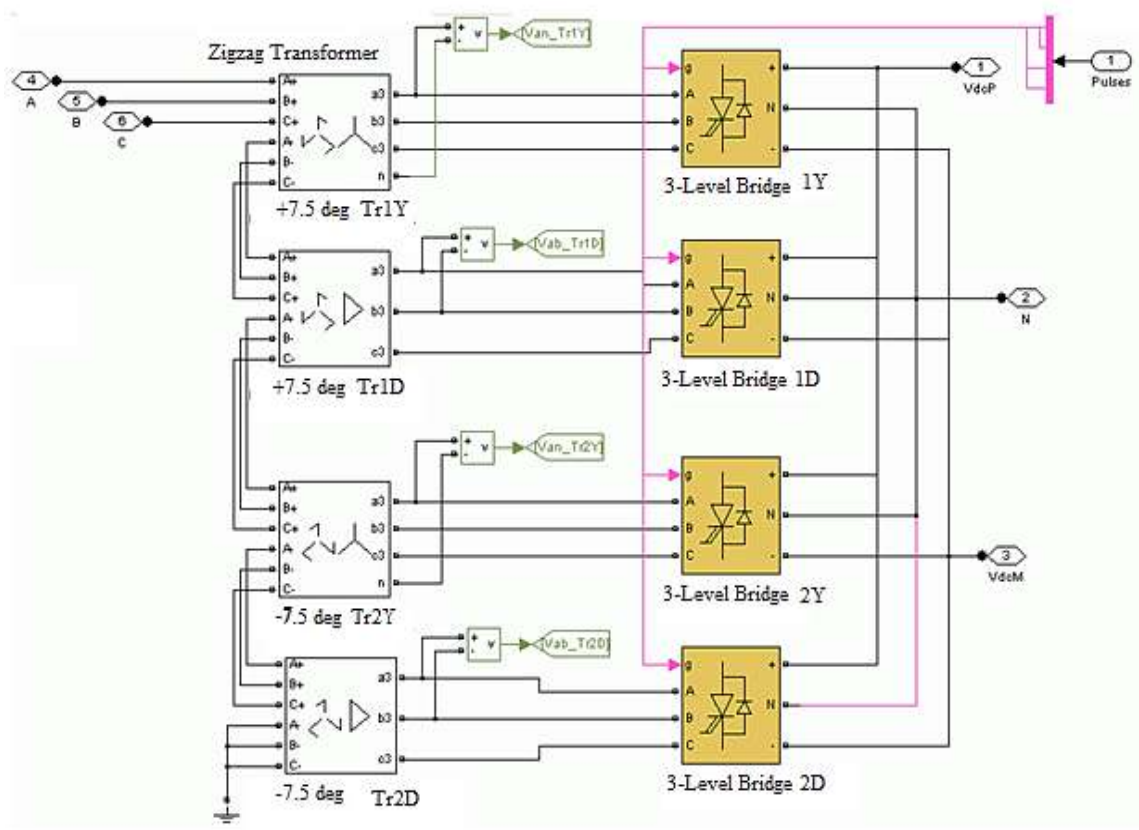 Zigzag Transformer
4
A
5
B
6
C
A+
B+
C+
A-
B-
C-
a3
b3
c3
n
+7.5 deg Tr1Y
+
-
v
[Van_Tr1Y]
g
A
B
C
+
N
-
3-Level Bridge 1Y
1
VdcP
1
Pulses
A+
B+
C+
A-
B-
C-
a3
b3
c3
+7.5 deg Tr1D
+
-
v
[Vab_Tr1D]
g
A
B
C
+
N
-
3-Level Bridge 1D
2
N
A+
B+
C+
A-
B-
C-
a3
b3
c3
n
-7.5 deg Tr2Y
+
-
v
[Van_Tr2Y]
g
A
B
C
+
N
-
3-Level Bridge 2Y
3
VdcM
A+
B+
C+
A-
B-
C-
a3
b3
c3
-7.5 deg Tr2D
+
-
v
[Vab_Tr2D]
g
A
B
C
+
N
-
3-Level Bridge 2D